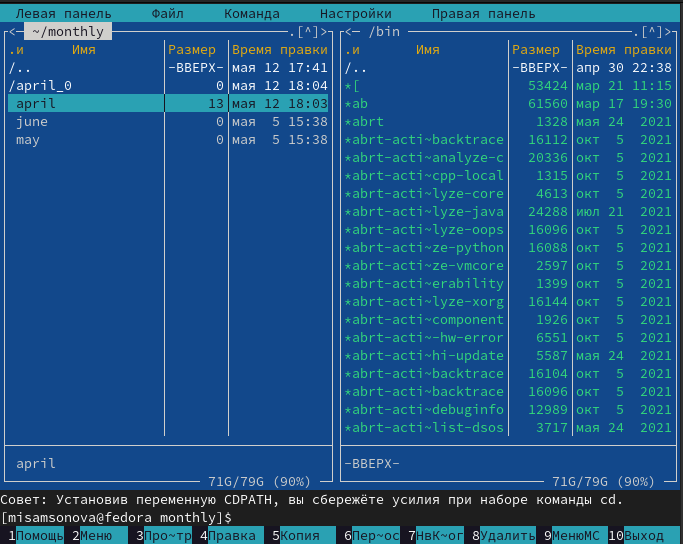 Левая панель Файл Команда Настройки Правая панель
<─ ~/monthly .[^]> <─ /bin .[^]>
.и Имя Размер Время правки .и Имя Размер Время правки
/.. -ВВЕРХ- мая 12 17:41 /.. -ВВЕРХ- апр 30 22:38
/april_0 0 мая 12 18:04 *[ 53424 мар 21 11:15
april 13 мая 12 18:03 *ab 61560 мар 17 19:30
june 0 мая 5 15:38 *abrt 1328 мая 24 2021
may 0 мая 5 15:38 *abrt-acti~backtrace 16112 окт 5 2021
*abrt-acti~analyze-c 20336 окт 5 2021
*abrt-acti~cpp-local 1315 окт 5 2021
*abrt-acti~lyze-core 4613 окт 5 2021
*abrt-acti~lyze-java 24288 июл 21 2021
*abrt-acti~lyze-oops 16096 окт 5 2021
*abrt-acti~ze-python 16088 окт 5 2021
*abrt-acti~ze-vmcore 2597 окт 5 2021
*abrt-acti~erability 1399 окт 5 2021
*abrt-acti~lyze-xorg 16144 окт 5 2021
*abrt-acti~component 1926 окт 5 2021
*abrt-acti~-hw-error 6551 окт 5 2021
*abrt-acti~hi-update 5587 мая 24 2021
*abrt-acti~backtrace 16104 окт 5 2021
*abrt-acti~backtrace 16096 окт 5 2021
*abrt-acti~debuginfo 12989 окт 5 2021
*abrt-acti~list-dsos 3717 мая 24 2021
april -ВВЕРХ-
71G/79G (90%) 71G/79G (90%)
Совет: Установив переменную CDPATH, вы сбережёте усилия при наборе команды cd.
[misamsonova@fedora monthly]$
1Помощь 2Меню 3Про~тр 4Правка 5Копия 6Пер~ос 7НвК~ог 8Удалить 9МенюМС 10Выход